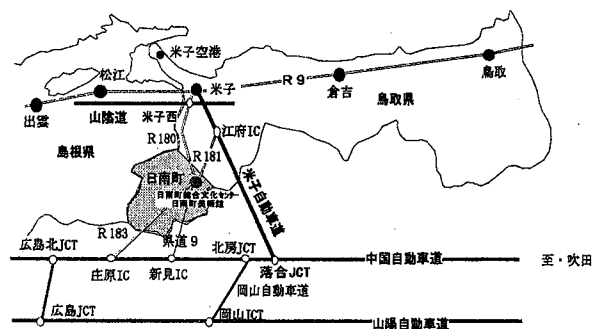 米子空港
鳥取
松江
米子
R9
倉吉
鳥取県
出雲
山陰道
米子西
江府IC
R180
島根県
R181
日南町
日南町総合文化センター
日南町美術館
米子自動車道
R183
県道9
広島北JCT
北房JCT
庄原IC
新見IC
落合JCT
中国自動車道
至・吹田
岡山自動車道
広島JCT
岡山JCT
山陽自動車道